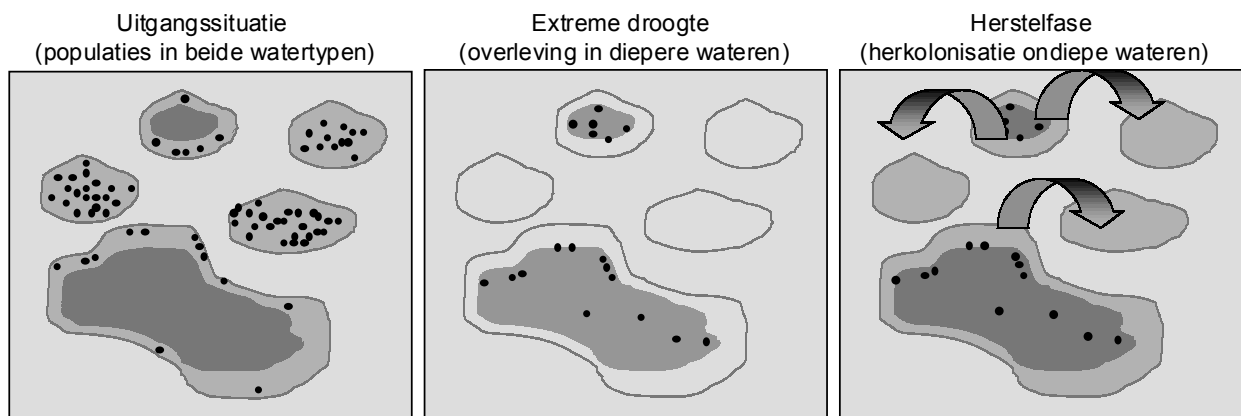 Uitgangssituatie
(populaties in beide watertypen)
Extreme droogte
(overleving in diepere wateren)
Herstelfase
(herkolonisatie ondiepe wateren)